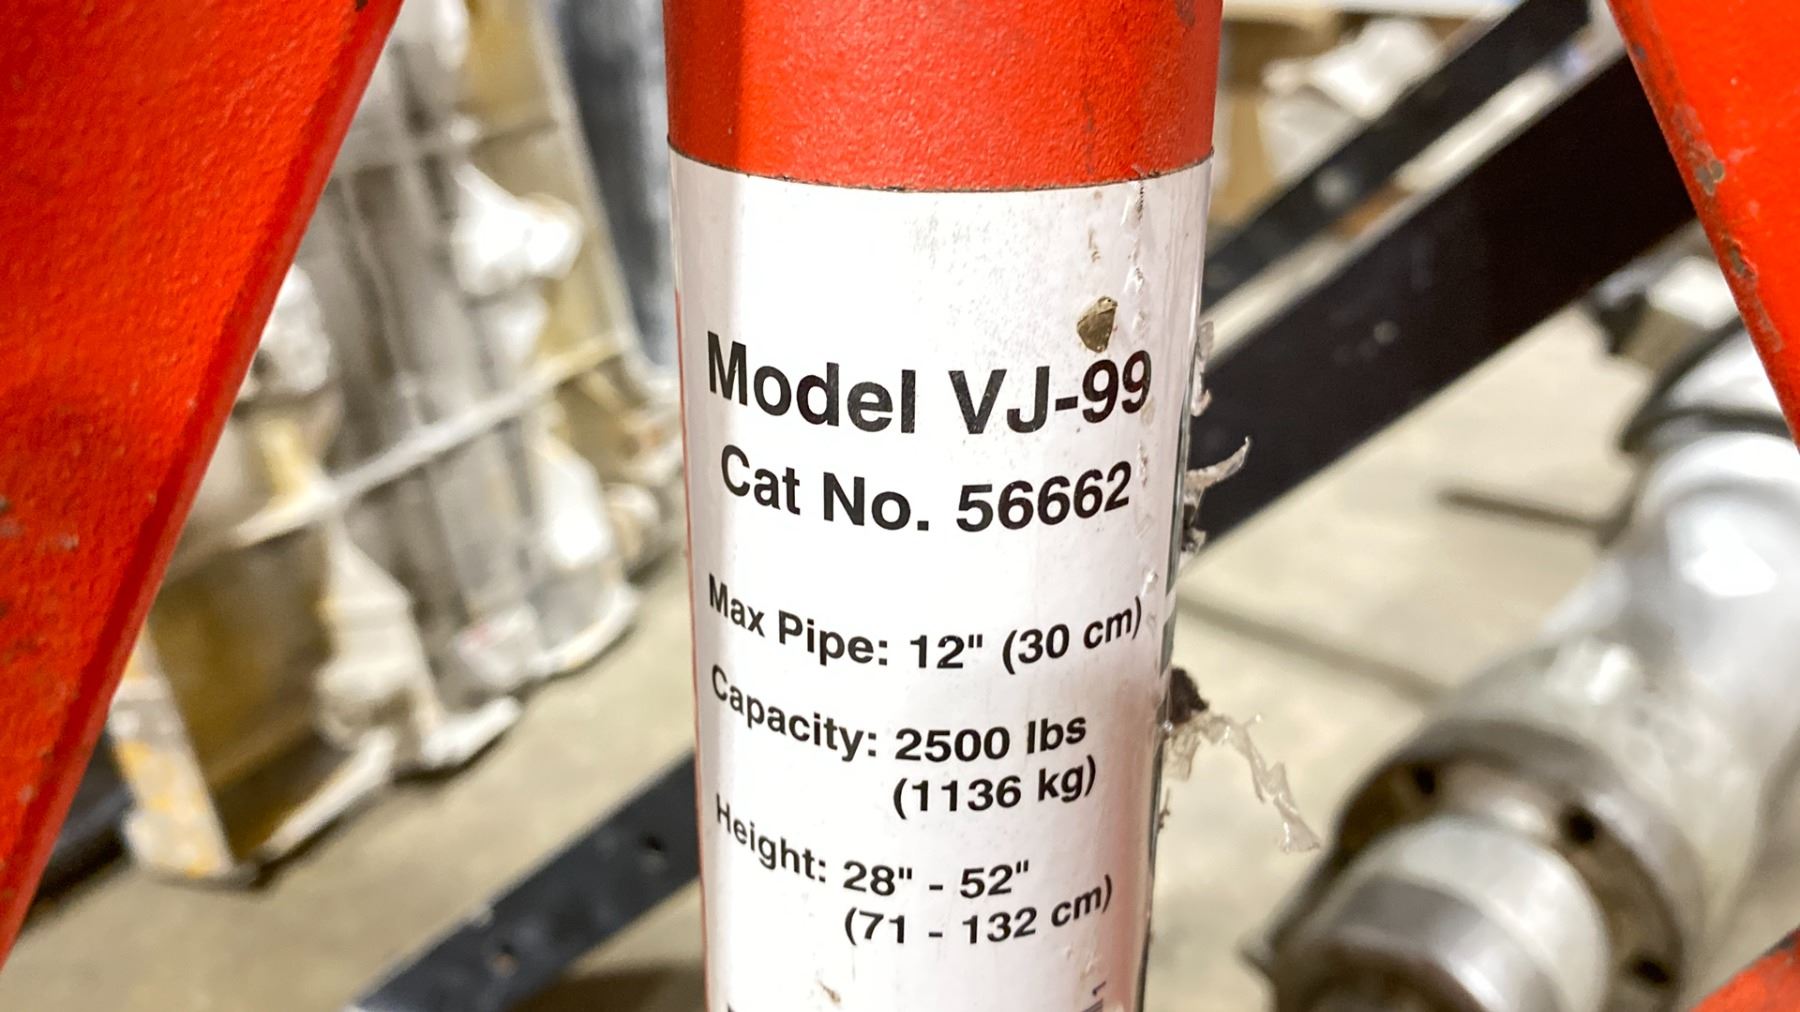 Model VJ-99
Cat No. 56662
Max Pipe: 12" (30 cm)
Capacity: 2500 lbs
(1136 kg)
Height: 28" - 52"
(71 - 132 cm)